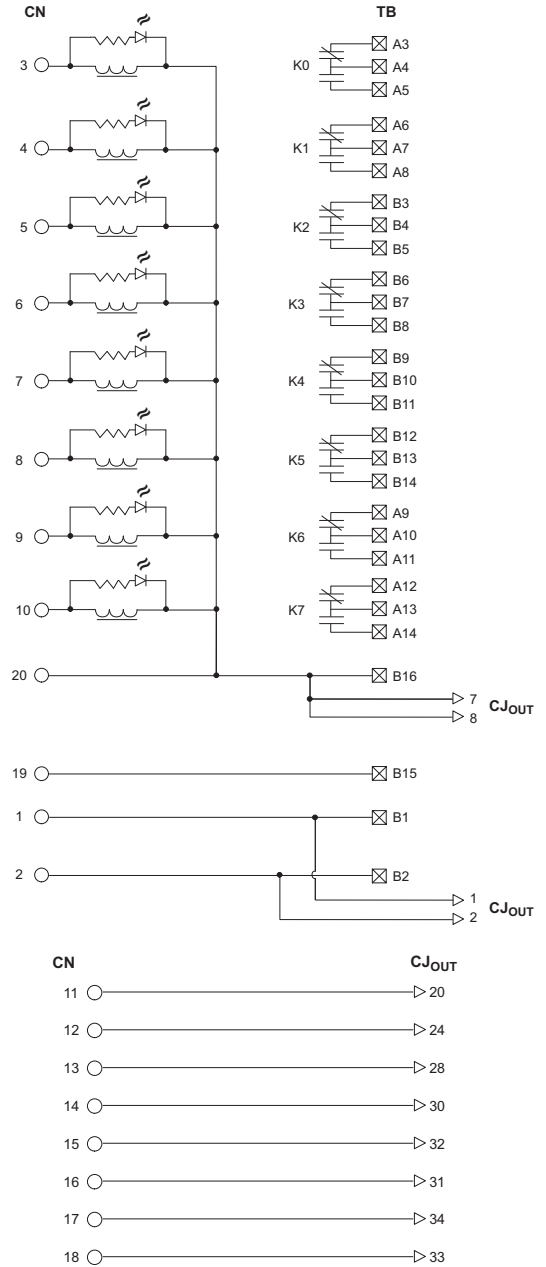 CN TB
3 K0 A3
A4
A5
4 K1 A6
A7
A8
5 K2 B3
B4
B5
6 K3 B6
B7
B8
7 K4 B9
B10
B11
8 K5 B12
B13
B14
9 K6 A9
A10
A11
10 K7 A12
A13
A14
20 B16
7 CJOUT
8
19 B15
1 B1
2 B2
1 CJOUT
2
CN CJOUT
11 20
12 24
13 28
14 30
15 32
16 31
17 34
18 33